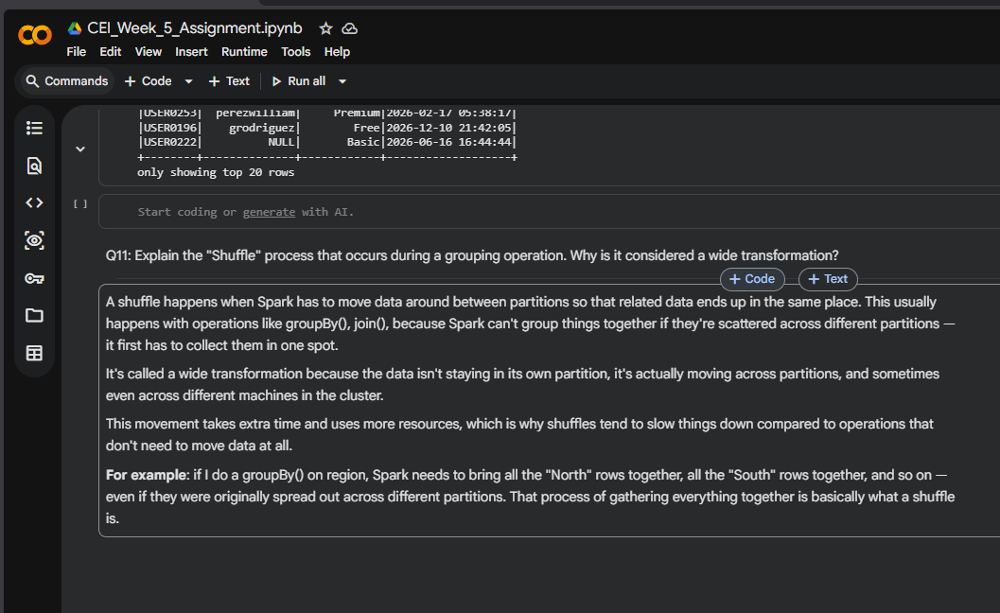 CEI_Week_5_Assignment.ipynb
File Edit View Insert Runtime Tools Help
Commands + Code + Text Run all
|USER0253| perezwilliam| Premium|2026-02-17 05:38:17|
|USER0196| grodriguez| Free|2026-12-10 21:42:05|
|USER0222| NULL| Basic|2026-06-16 16:44:44|
+--------+--------------+------------+-------------------+
only showing top 20 rows
[ ] Start coding or generate with AI.
Q11: Explain the "Shuffle" process that occurs during a grouping operation. Why is it considered a wide transformation?
+ Code + Text
A shuffle happens when Spark has to move data around between partitions so that related data ends up in the same place. This usually
happens with operations like groupBy(), join(), because Spark can't group things together if they're scattered across different partitions —
it first has to collect them in one spot.
It's called a wide transformation because the data isn't staying in its own partition, it's actually moving across partitions, and sometimes
even across different machines in the cluster.
This movement takes extra time and uses more resources, which is why shuffles tend to slow things down compared to operations that
don't need to move data at all.
For example: if I do a groupBy() on region, Spark needs to bring all the "North" rows together, all the "South" rows together, and so on —
even if they were originally spread out across different partitions. That process of gathering everything together is basically what a shuffle
is.